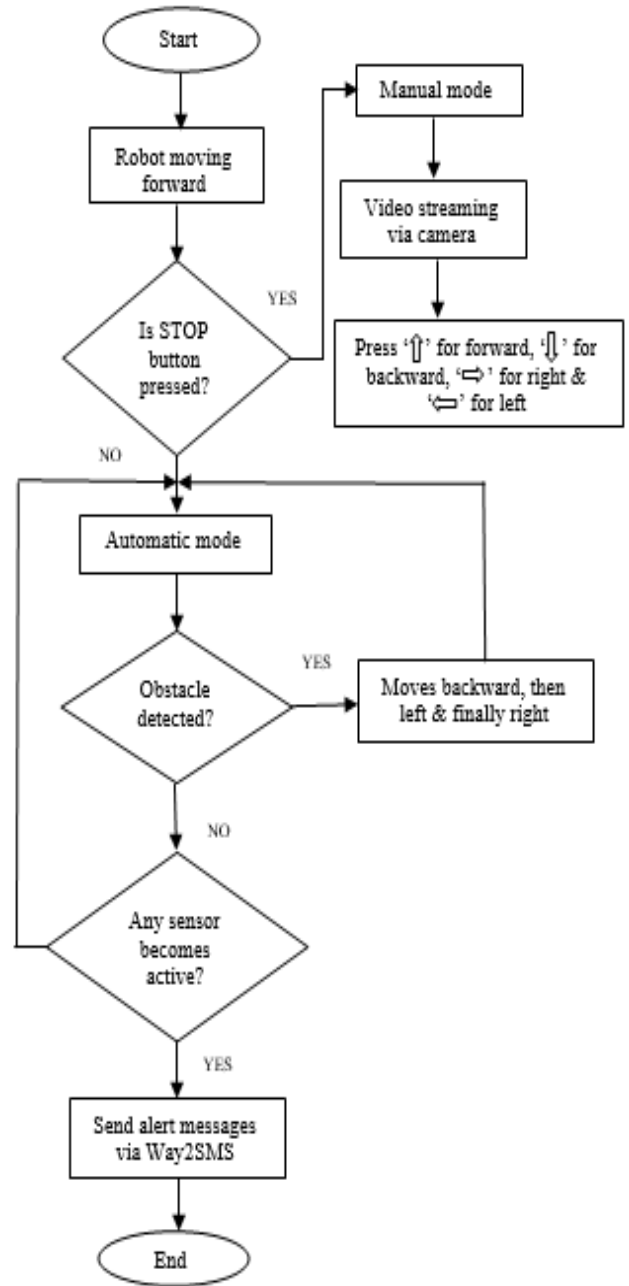 Start
Robot moving
forward
Is STOP
button
pressed?
YES
Manual mode
Video streaming
via camera
Press ‘⇧’ for forward, ‘⇩’ for
backward, ‘⇨’ for right &
‘⇦’ for left
NO
Automatic mode
Obstacle
detected?
YES
Moves backward, then
left & finally right
NO
Any sensor
becomes
active?
YES
Send alert messages
via Way2SMS
End